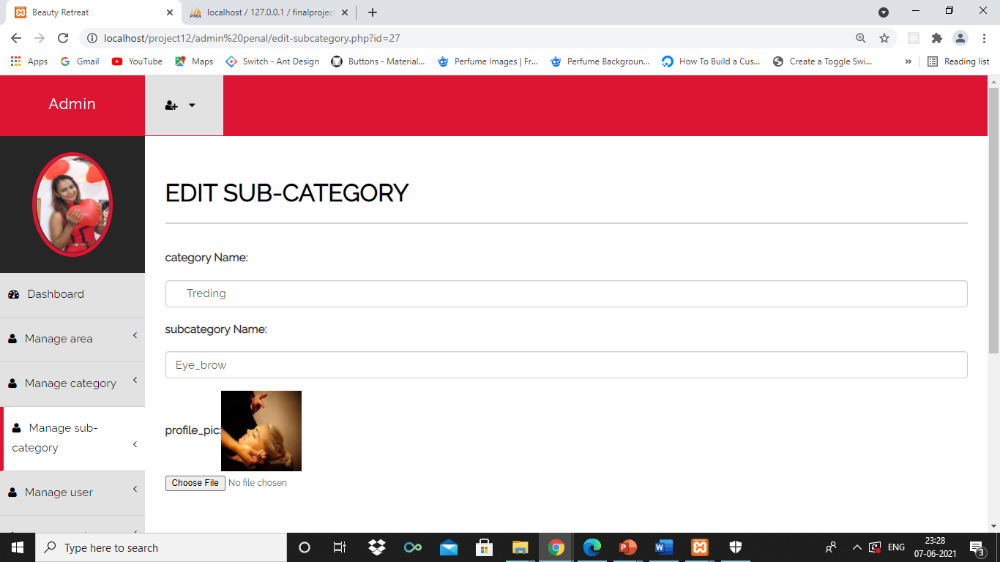 Beauty Retreat
PMA localhost / 127.0.0.1 / finalproject
localhost/project12/admin%20penal/edit-subcategory.php?id=27
Apps Gmail YouTube Maps Switch - Ant Design Buttons - Material... Perfume Images | Fr... Perfume Backgroun... How To Build a Cus... Create a Toggle Swi... » Reading list
Admin
EDIT SUB-CATEGORY
category Name:
Treding
subcategory Name:
Eye_brow
profile_pic:
Choose File No file chosen
Dashboard
Manage area
Manage category
Manage sub-
category
Manage user
Type here to search
ENG
23:28
07-06-2021
3